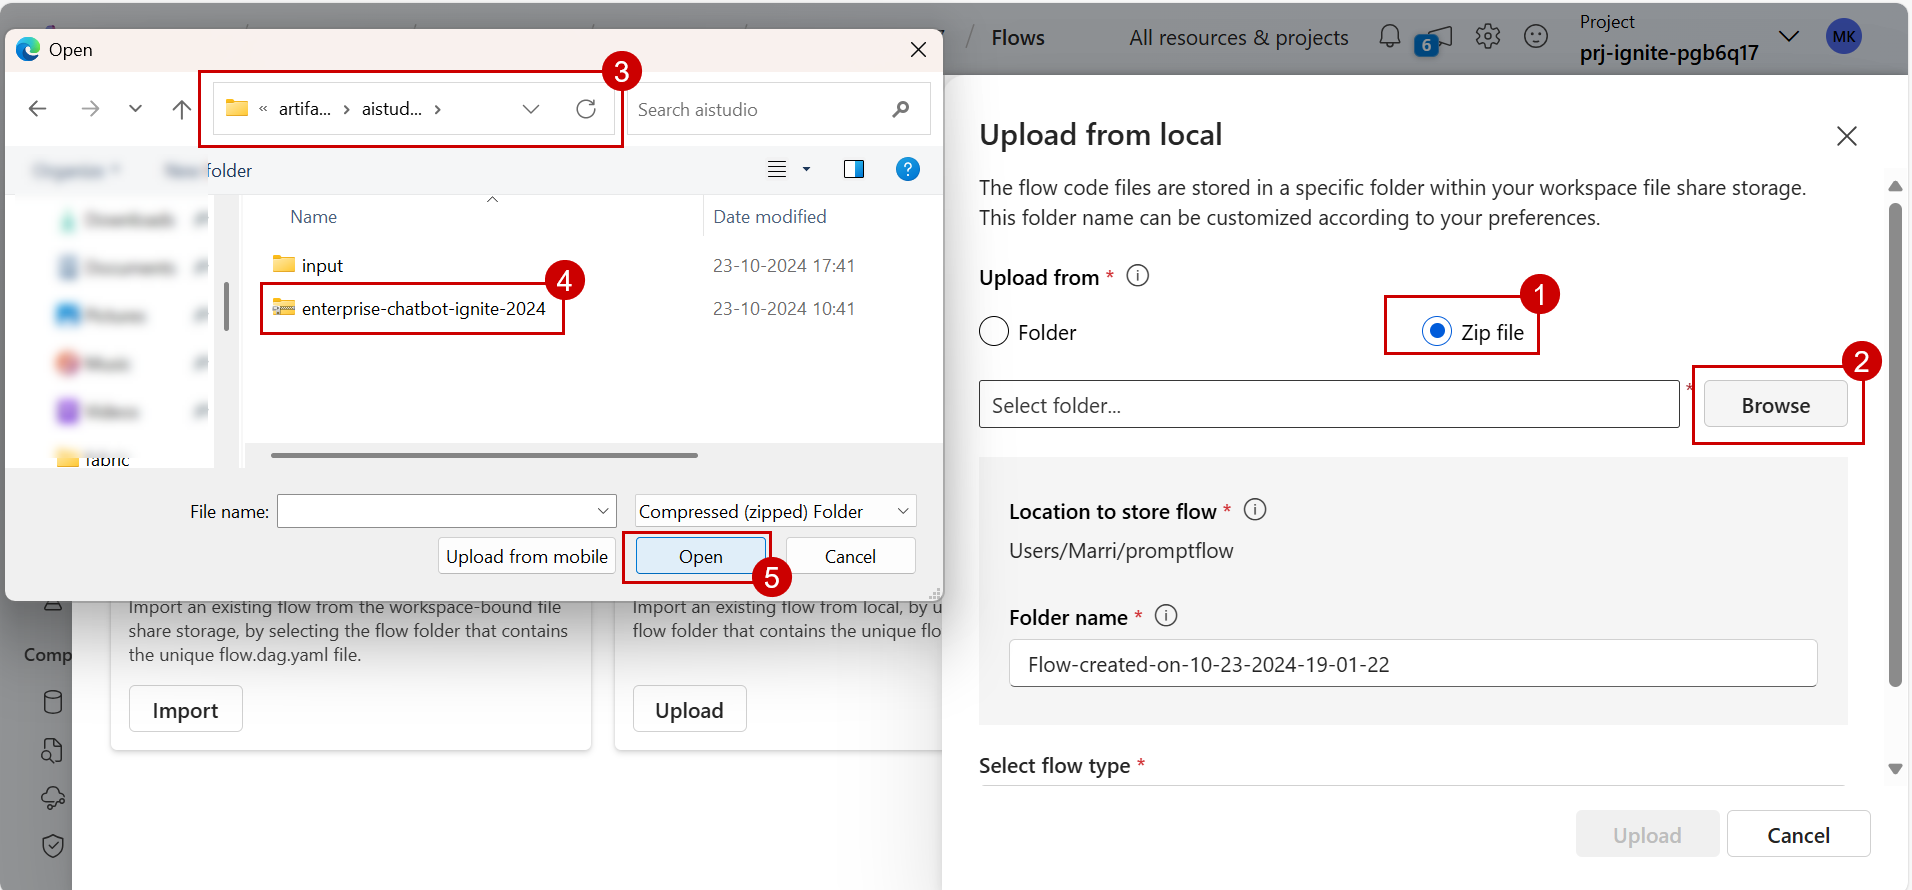 Flows
All resources & projects
6
Project
prj-ignite-pgb6q17
MK
Open
3
« artifa... > aistud... >
Search aistudio
Organize
New folder
?
Name
Date modified
Downloads
Documents
Pictures
Music
Videos
fabric
input
23-10-2024 17:41
4
enterprise-chatbot-ignite-2024
23-10-2024 10:41
File name:
Compressed (zipped) Folder
Upload from mobile
Open
Cancel
5
Import an existing flow from the workspace-bound file
share storage, by selecting the flow folder that contains
the unique flow.dag.yaml file.
Import
Import an existing flow from local, by u
flow folder that contains the unique flo
Upload
Comp
Upload from local
The flow code files are stored in a specific folder within your workspace file share storage.
This folder name can be customized according to your preferences.
Upload from *
Folder
1
Zip file
2
Select folder...
*
Browse
Location to store flow *
Users/Marri/promptflow
Folder name *
Flow-created-on-10-23-2024-19-01-22
Select flow type *
Upload
Cancel